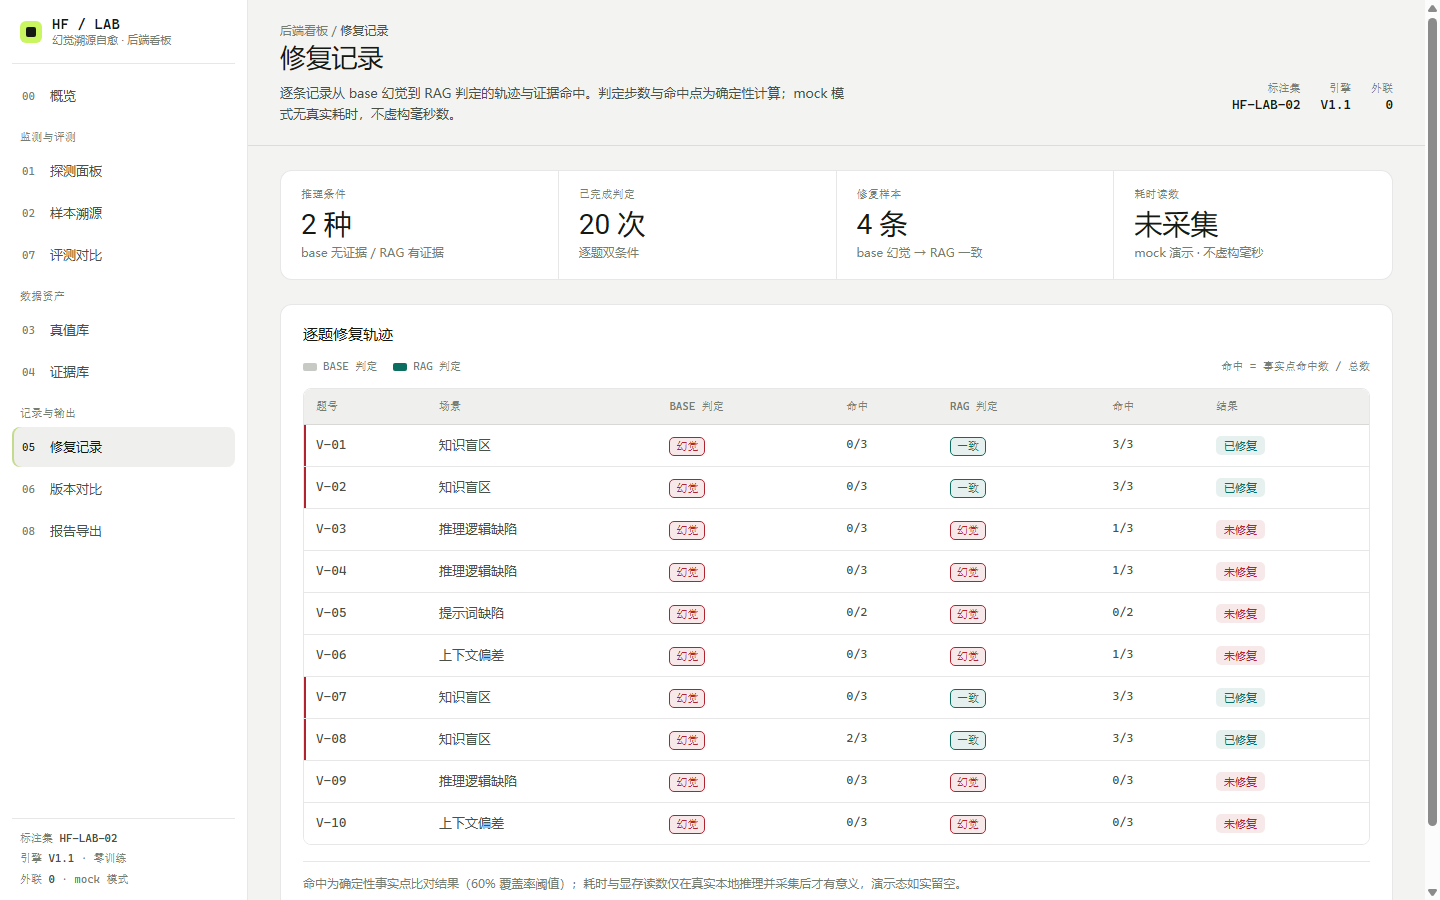 HF / LAB
幻觉溯源自愈 · 后端看板
00 概览
监测与评测
01 探测面板
02 样本溯源
07 评测对比
数据资产
03 真值库
04 证据库
记录与输出
05 修复记录
06 版本对比
08 报告导出
标注集 HF-LAB-02
引擎 V1.1 · 零训练
外联 0 · mock 模式
后端看板 / 修复记录
修复记录
逐条记录从 base 幻觉到 RAG 判定的轨迹与证据命中。判定步数与命中点为确定性计算；mock 模
式无真实耗时，不虚构毫秒数。
标注集 引擎 外联
HF-LAB-02 V1.1 0
推理条件
2 种
base 无证据 / RAG 有证据
已完成判定
20 次
逐题双条件
修复样本
4 条
base 幻觉 → RAG 一致
耗时读数
未采集
mock 演示 · 不虚构毫秒
逐题修复轨迹
BASE 判定 RAG 判定 命中 = 事实点命中数 / 总数
题号 场景 BASE 判定 命中 RAG 判定 命中 结果
V-01 知识盲区 幻觉 0/3 一致 3/3 已修复
V-02 知识盲区 幻觉 0/3 一致 3/3 已修复
V-03 推理逻辑缺陷 幻觉 0/3 幻觉 1/3 未修复
V-04 推理逻辑缺陷 幻觉 0/3 幻觉 1/3 未修复
V-05 提示词缺陷 幻觉 0/2 幻觉 0/2 未修复
V-06 上下文偏差 幻觉 0/3 幻觉 1/3 未修复
V-07 知识盲区 幻觉 0/3 一致 3/3 已修复
V-08 知识盲区 幻觉 2/3 一致 3/3 已修复
V-09 推理逻辑缺陷 幻觉 0/3 幻觉 0/3 未修复
V-10 上下文偏差 幻觉 0/3 幻觉 0/3 未修复
命中为确定性事实点比对结果（60% 覆盖率阈值）；耗时与显存读数仅在真实本地推理并采集后才有意义，演示态如实留空。